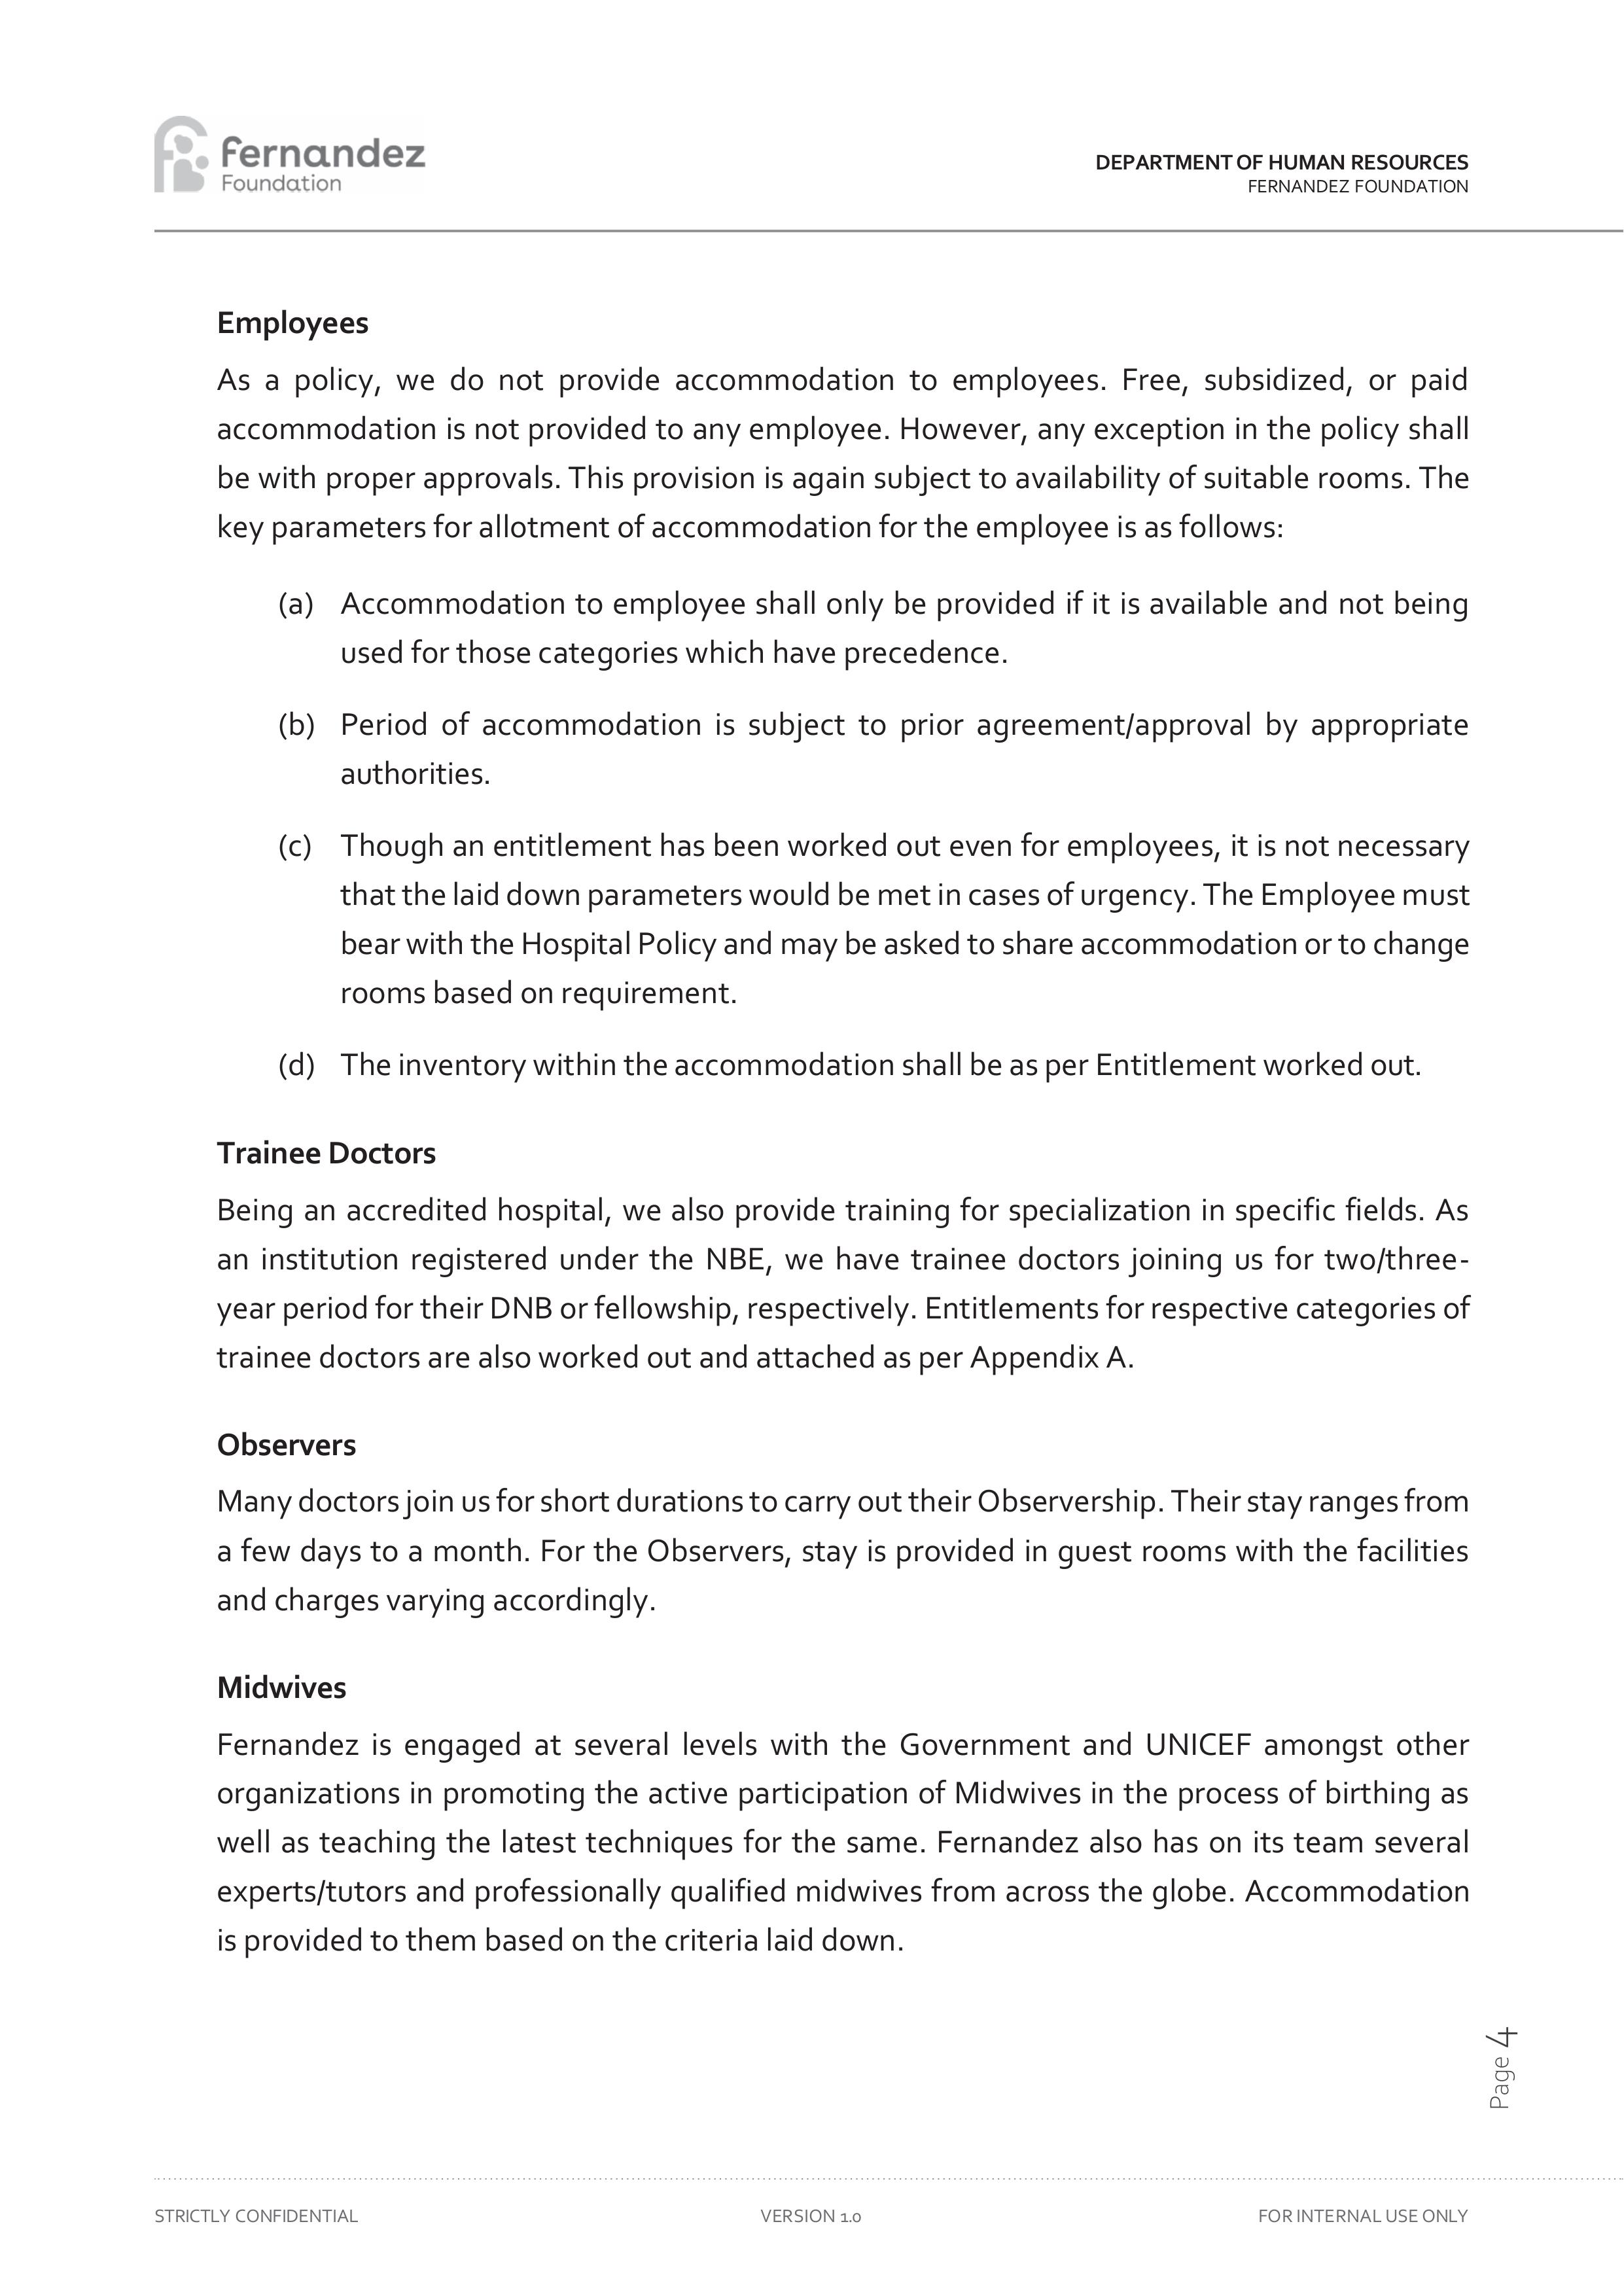 fernandez
Foundation
DEPARTMENT OF HUMAN RESOURCES
FERNANDEZ FOUNDATION
Employees
As a policy, we do not provide accommodation to employees. Free, subsidized, or paid
accommodation is not provided to any employee. However, any exception in the policy shall
be with proper approvals. This provision is again subject to availability of suitable rooms. The
key parameters for allotment of accommodation for the employee is as follows:
(a) Accommodation to employee shall only be provided if it is available and not being
used for those categories which have precedence.
(b) Period of accommodation is subject to prior agreement/approval by appropriate
authorities.
(c) Though an entitlement has been worked out even for employees, it is not necessary
that the laid down parameters would be met in cases of urgency. The Employee must
bear with the Hospital Policy and may be asked to share accommodation or to change
rooms based on requirement.
(d) The inventory within the accommodation shall be as per Entitlement worked out.
Trainee Doctors
Being an accredited hospital, we also provide training for specialization in specific fields. As
an institution registered under the NBE, we have trainee doctors joining us for two/three-
year period for their DNB or fellowship, respectively. Entitlements for respective categories of
trainee doctors are also worked out and attached as per Appendix A.
Observers
Many doctors join us for short durations to carry out their Observership. Their stay ranges from
a few days to a month. For the Observers, stay is provided in guest rooms with the facilities
and charges varying accordingly.
Midwives
Fernandez is engaged at several levels with the Government and UNICEF amongst other
organizations in promoting the active participation of Midwives in the process of birthing as
well as teaching the latest techniques for the same. Fernandez also has on its team several
experts/tutors and professionally qualified midwives from across the globe. Accommodation
is provided to them based on the criteria laid down.
Page 4
STRICTLY CONFIDENTIAL
VERSION 1.0
FOR INTERNAL USE ONLY